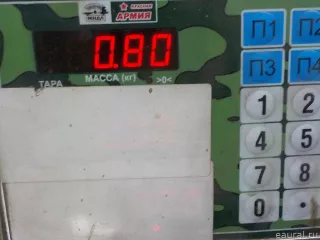 КРАСНАЯ
АРМИЯ
0.80
ТАРА МАССА (кг) >0<
П1 П2
П3 П4
1 2
4 5
7 8
0 .
eaural.ru